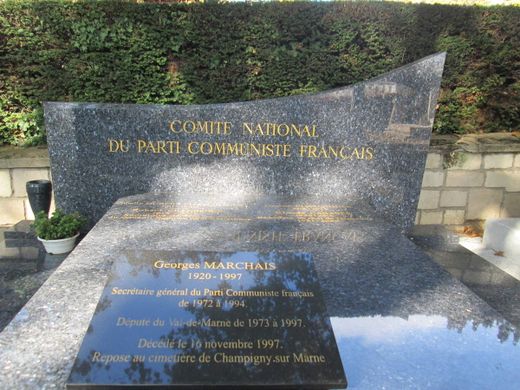 COMITE NATIONAL
DU PARTI COMMUNISTE FRANÇAIS
Georges MARCHAIS
1920-1997
Secrétaire général du Parti Communiste français
de 1972 à 1994.
Député du Val-de-Marne de 1973 à 1997.
Décédé le 16 novembre 1997.
Repose au cimetière de Champigny.sur Marne